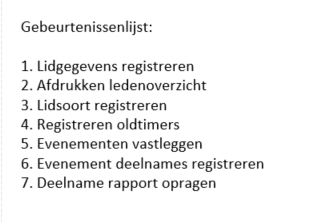 Gebeurtenissenlijst:
1. Lidgegevens registreren
2. Afdrukken ledenoverzicht
3. Lidsoort registreren
4. Registreren oldtimers
5. Evenementen vastleggen
6. Evenement deelnames registreren
7. Deelname rapport opragen